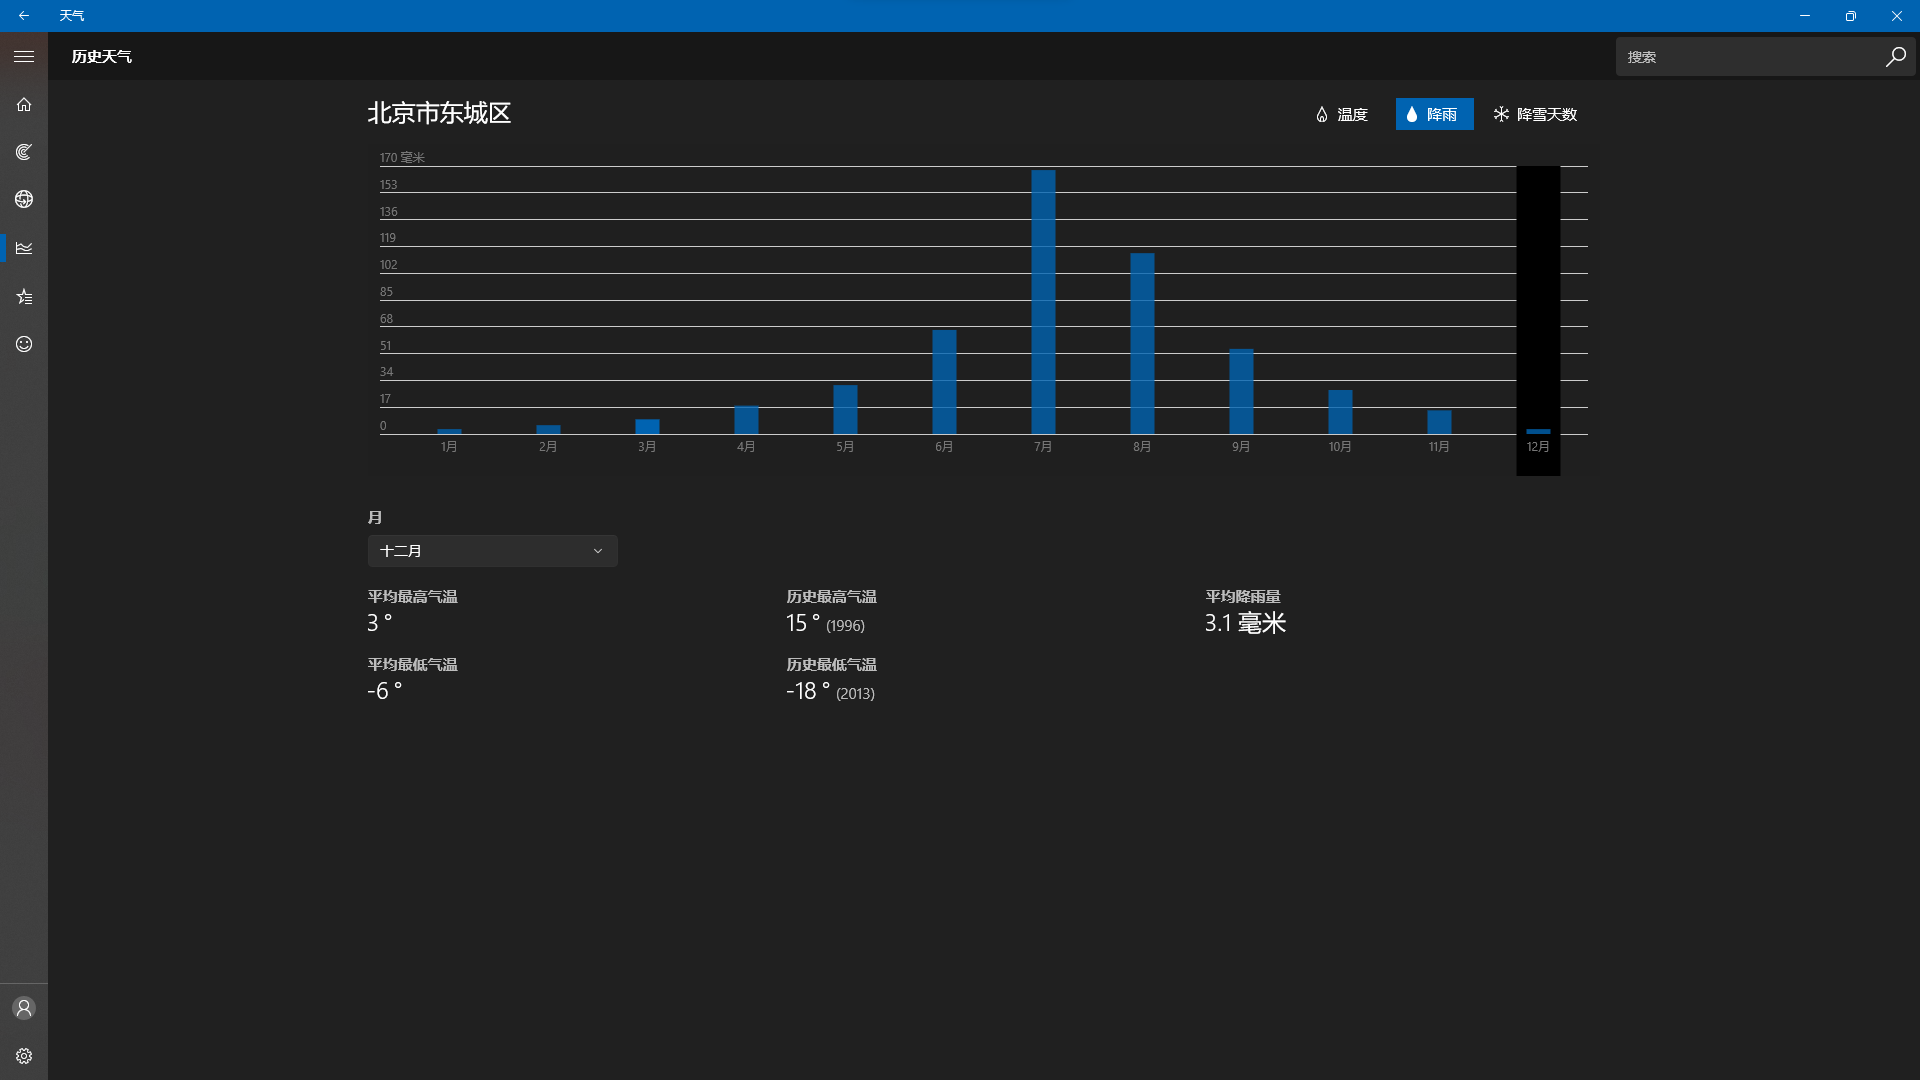 天气
历史天气
搜索
北京市东城区
温度
降雨
降雪天数
170 毫米
153
136
119
102
85
68
51
34
17
0
1月 2月 3月 4月 5月 6月 7月 8月 9月 10月 11月 12月
月
十二月
平均最高气温
3 °
历史最高气温
15 ° (1996)
平均降雨量
3.1 毫米
平均最低气温
-6 °
历史最低气温
-18 ° (2013)